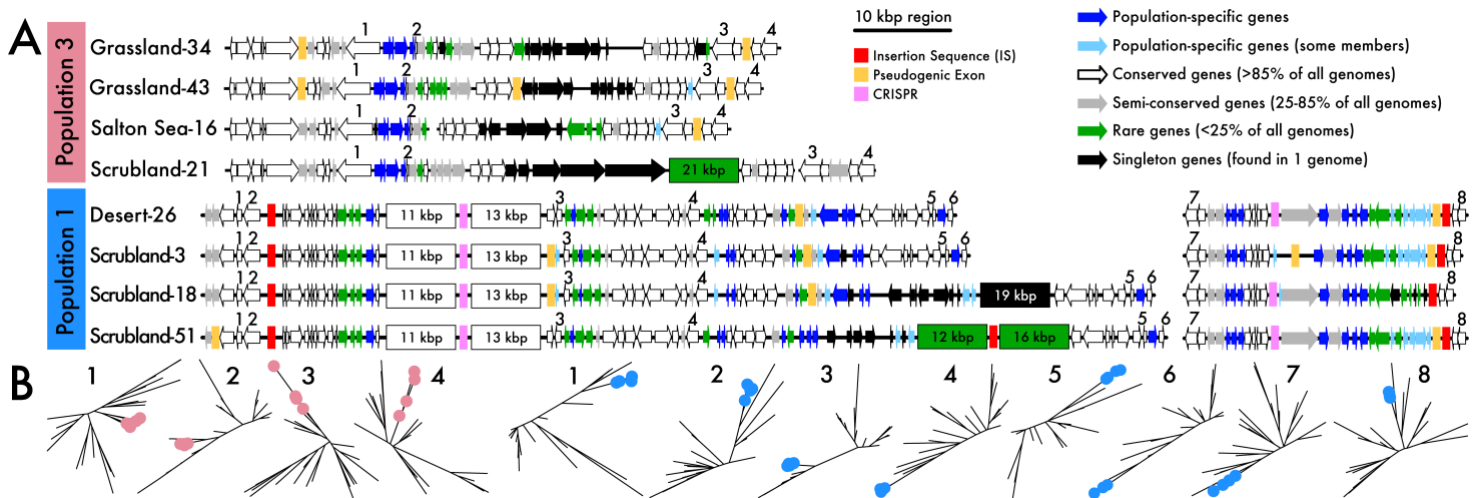 A
Population 3
Grassland-34
1 2 3 4
Grassland-43
1 2 3 4
Salton Sea-16
1 2 3 4
Scrubland-21
1 2 21 kbp 3 4
10 kbp region
Insertion Sequence (IS)
Pseudogenic Exon
CRISPR
Population-specific genes
Population-specific genes (some members)
Conserved genes (>85% of all genomes)
Semi-conserved genes (25-85% of all genomes)
Rare genes (<25% of all genomes)
Singleton genes (found in 1 genome)
Population 1
Desert-26
1 2 11 kbp 13 kbp 3 4 5 6 7 8
Scrubland-3
1 2 11 kbp 13 kbp 3 4 5 6 7 8
Scrubland-18
1 2 11 kbp 13 kbp 3 4 19 kbp 5 6 7 8
Scrubland-51
1 2 11 kbp 13 kbp 3 4 12 kbp 16 kbp 5 6 7 8
B
1 2 3 4 1 2 3 4 5 6 7 8